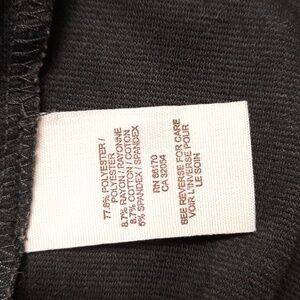 77.6% POLYESTER /
POLYESTER
8.7% RAYON / RAYONNE
8.7% COTTON / COTON
5% SPANDEX / SPANDEX
RN 66170
CA 32054
SEE REVERSE FOR CARE
VOIR L'INVERSE POUR
LE SOIN